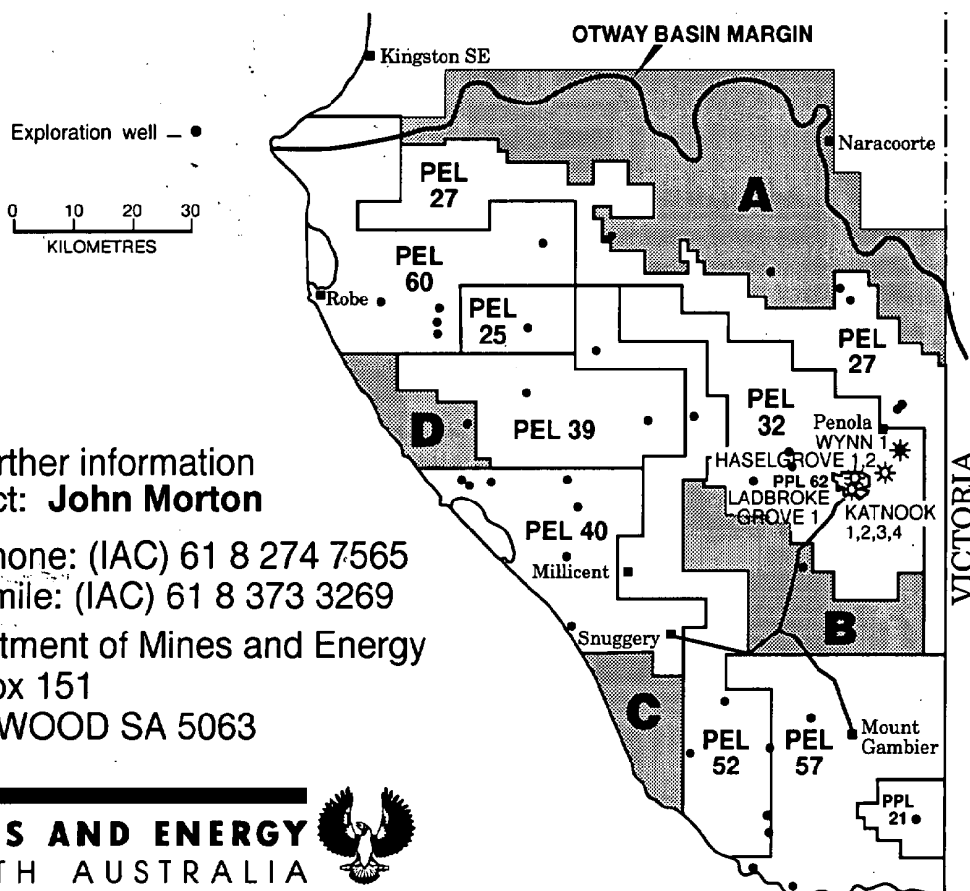 OTWAY BASIN MARGIN
Kingston SE
Exploration well
Naracoorte
0 10 20 30
KILOMETRES
PEL
27
A
PEL
60
Robe
PEL
25
PEL
27
D
PEL 39
PEL
32
Penola
WYNN 1
HASELGROVE 1,2
PPL 62
LADBROKE
GROVE 1
KATNOOK
1,2,3,4
VICTORIA
rther information
ct: John Morton
PEL 40
hone: (IAC) 61 8 274 7565
Millicent
mile: (IAC) 61 8 373 3269
B
Snuggery
tment of Mines and Energy
ox 151
WOOD SA 5063
C
PEL
52
PEL
57
Mount
Gambier
PPL
21
S AND ENERGY
TH AUSTRALIA